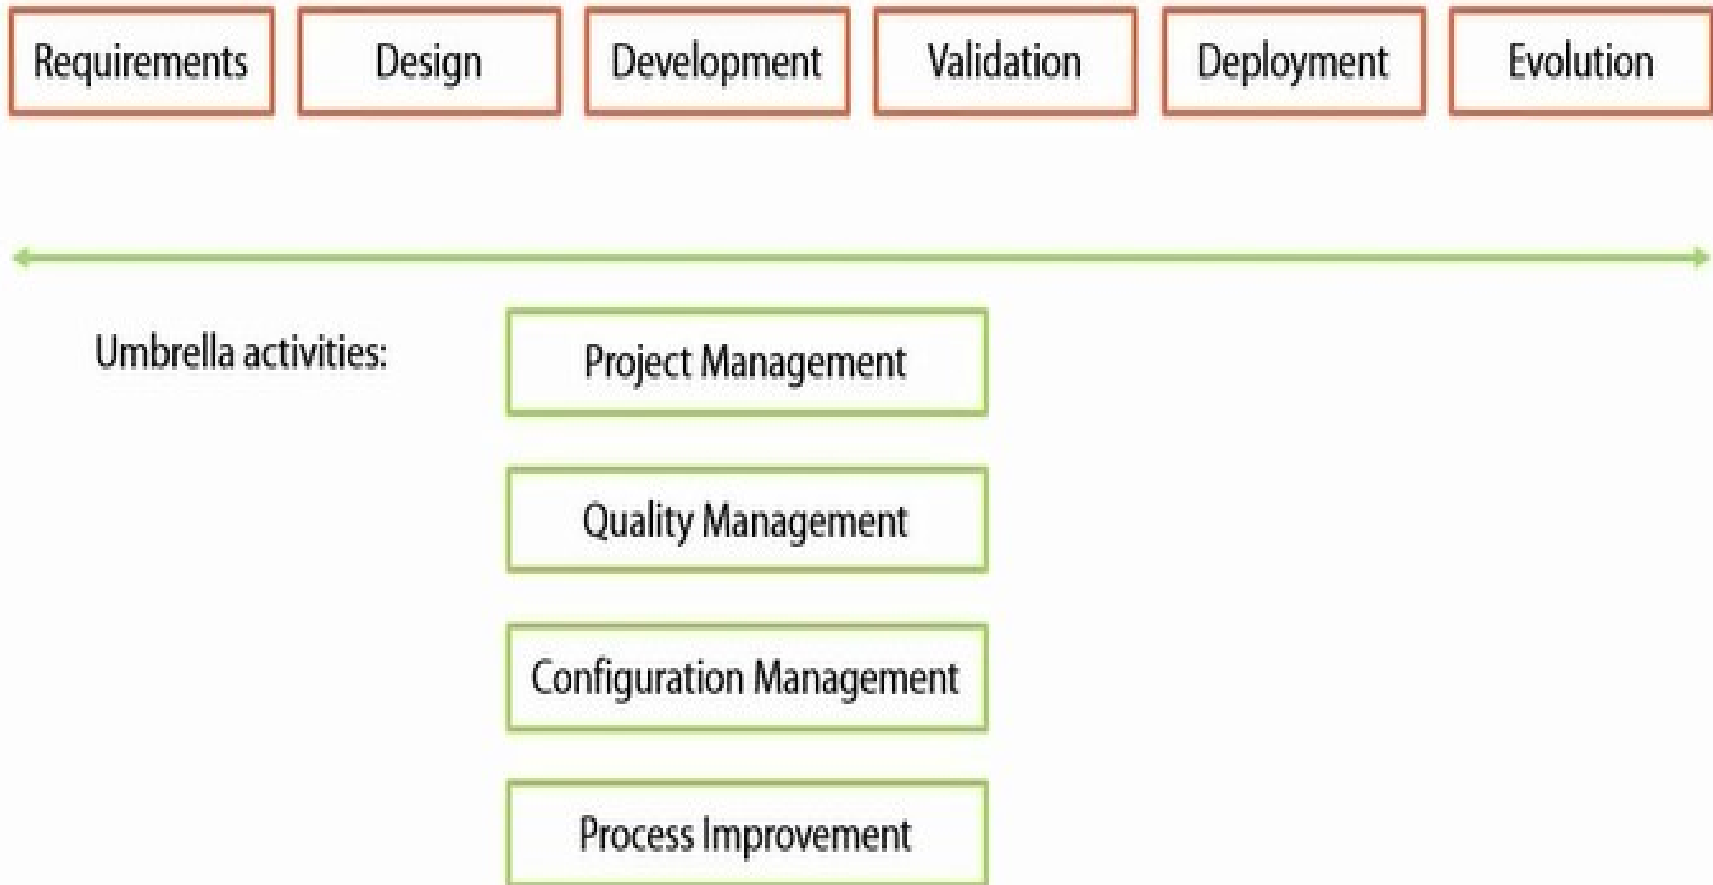 Requirements
Design
Development
Validation
Deployment
Evolution
Umbrella activities:
Project Management
Quality Management
Configuration Management
Process Improvement